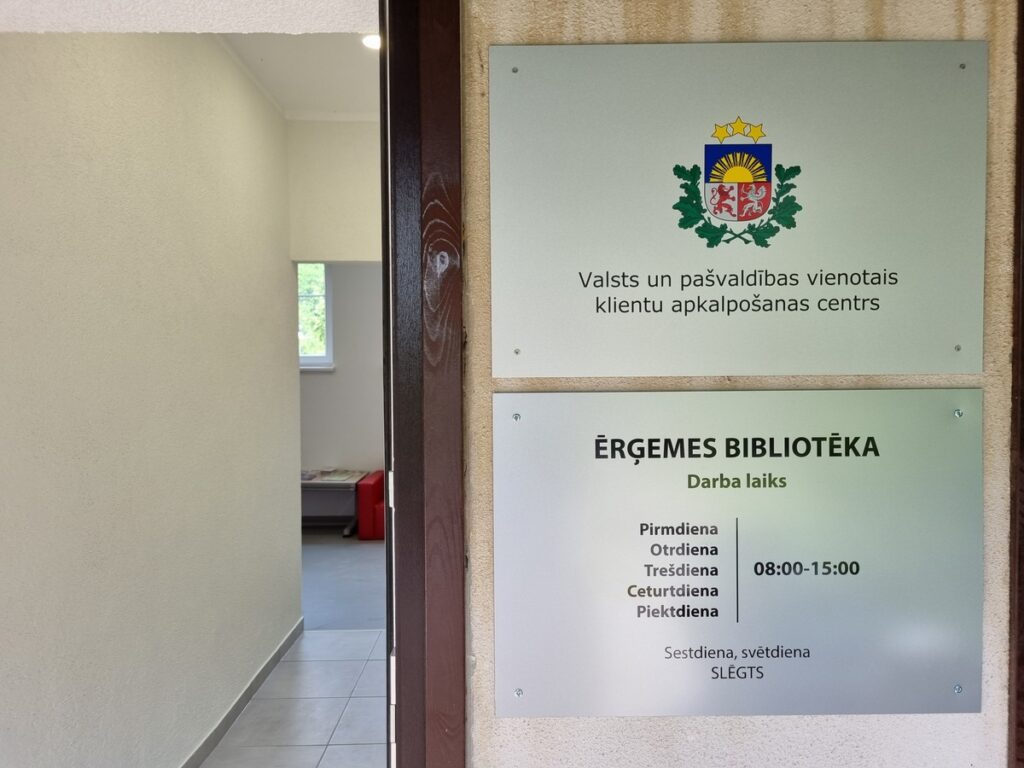 Valsts un pašvaldības vienotais
klientu apkalpošanas centrs
ĒRĢEMES BIBLIOTĒKA
Darba laiks
Pirmdiena
Otrdiena
Trešdiena
Ceturtdiena
Piektdiena
08:00-15:00
Sestdiena, svētdiena
SLĒGTS